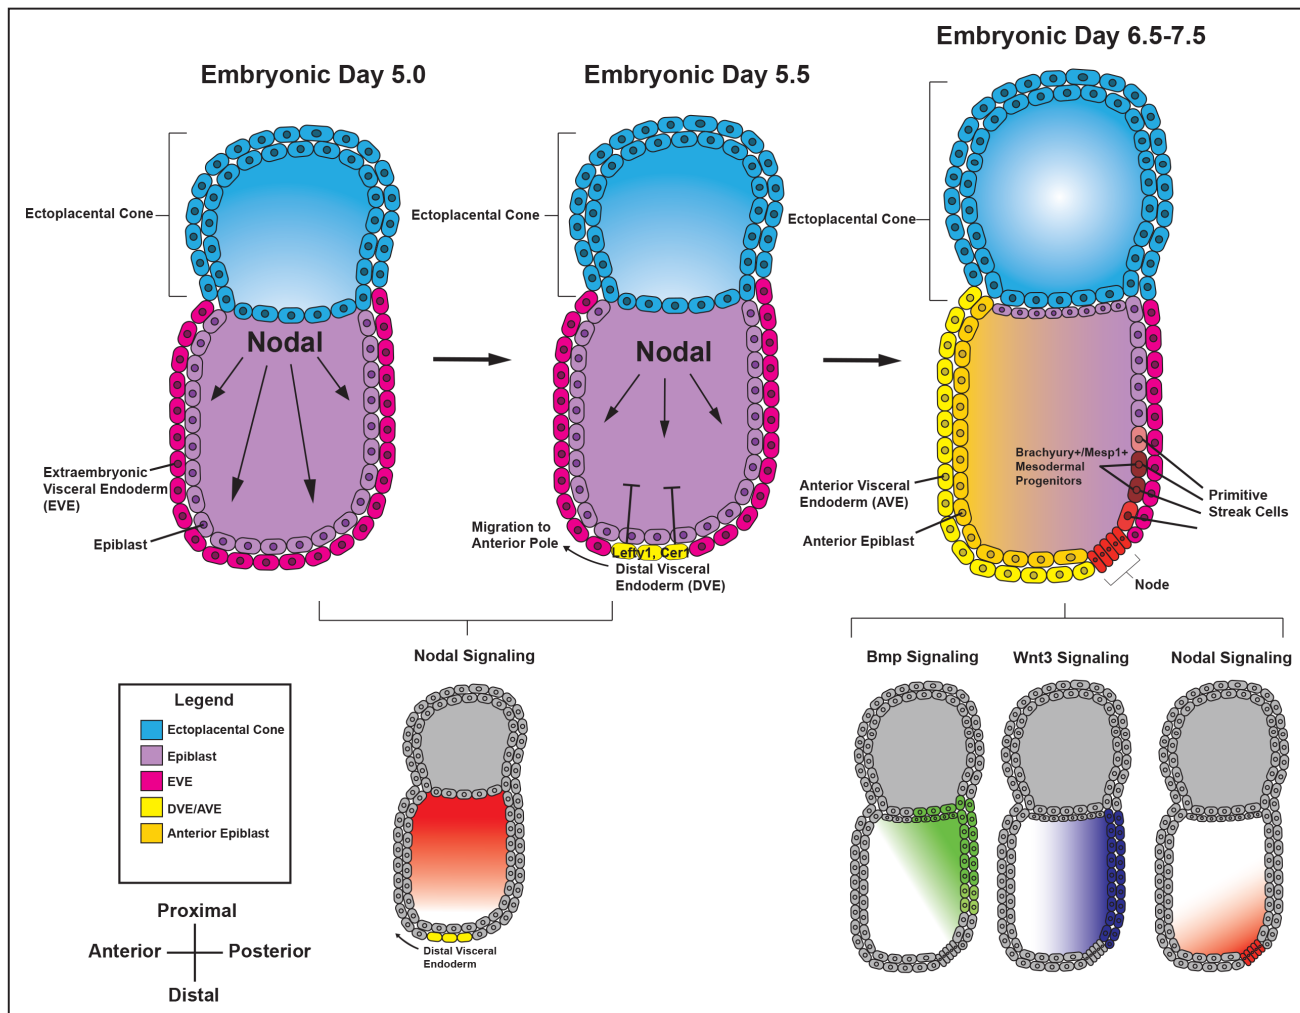 Embryonic Day 5.0
Embryonic Day 5.5
Embryonic Day 6.5-7.5
Ectoplacental Cone
Ectoplacental Cone
Ectoplacental Cone
Nodal
Nodal
Extraembryonic
Visceral Endoderm
(EVE)
Epiblast
Migration to
Anterior Pole
Lefty1, Cer1
Distal Visceral
Endoderm (DVE)
Anterior Visceral
Endoderm (AVE)
Anterior Epiblast
Brachyury+/Mesp1+
Mesodermal
Progenitors
Primitive
Streak Cells
Node
Nodal Signaling
Bmp Signaling
Wnt3 Signaling
Nodal Signaling
Legend
Ectoplacental Cone
Epiblast
EVE
DVE/AVE
Anterior Epiblast
Proximal
Anterior
Posterior
Distal
Distal Visceral
Endoderm